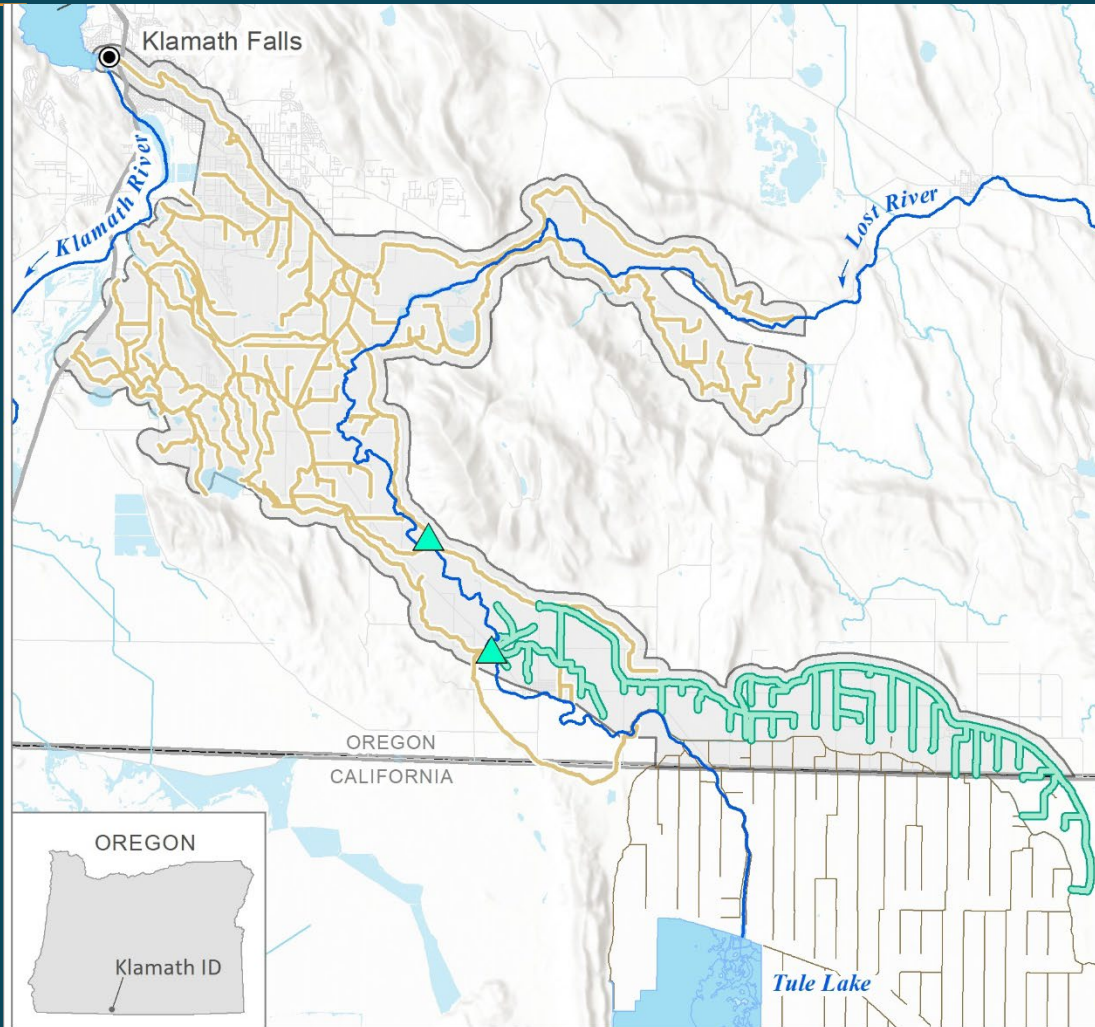 Klamath Falls
Klamath River
Lost River
OREGON
CALIFORNIA
OREGON
Klamath ID
Tule Lake